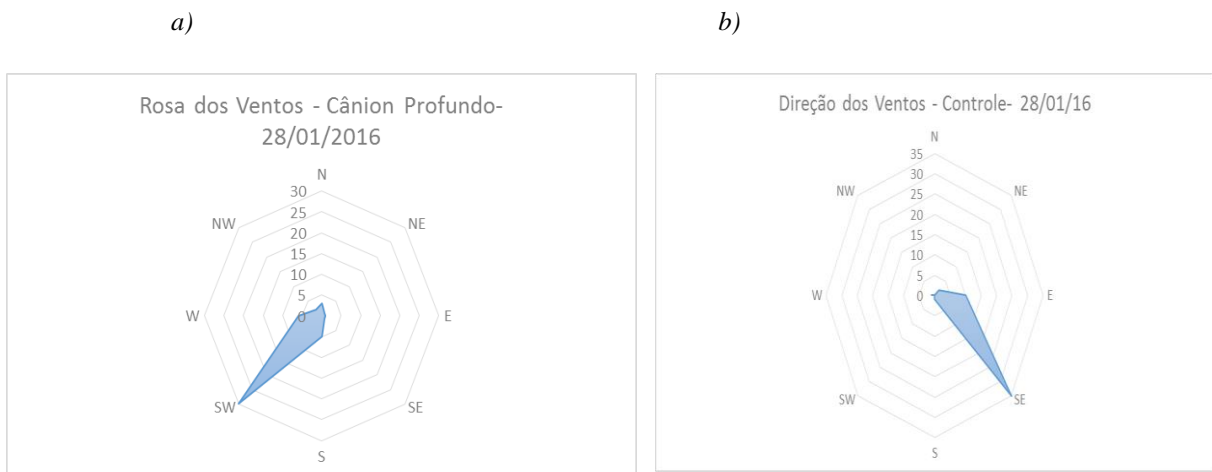 a)
b)
Rosa dos Ventos - Cânion Profundo-
28/01/2016
N
30
25
20
15
10
5
0
NW
NE
W
E
SW
SE
S
Direção dos Ventos - Controle- 28/01/16
N
35
30
25
20
15
10
5
0
NW
NE
W
E
SW
SE
S